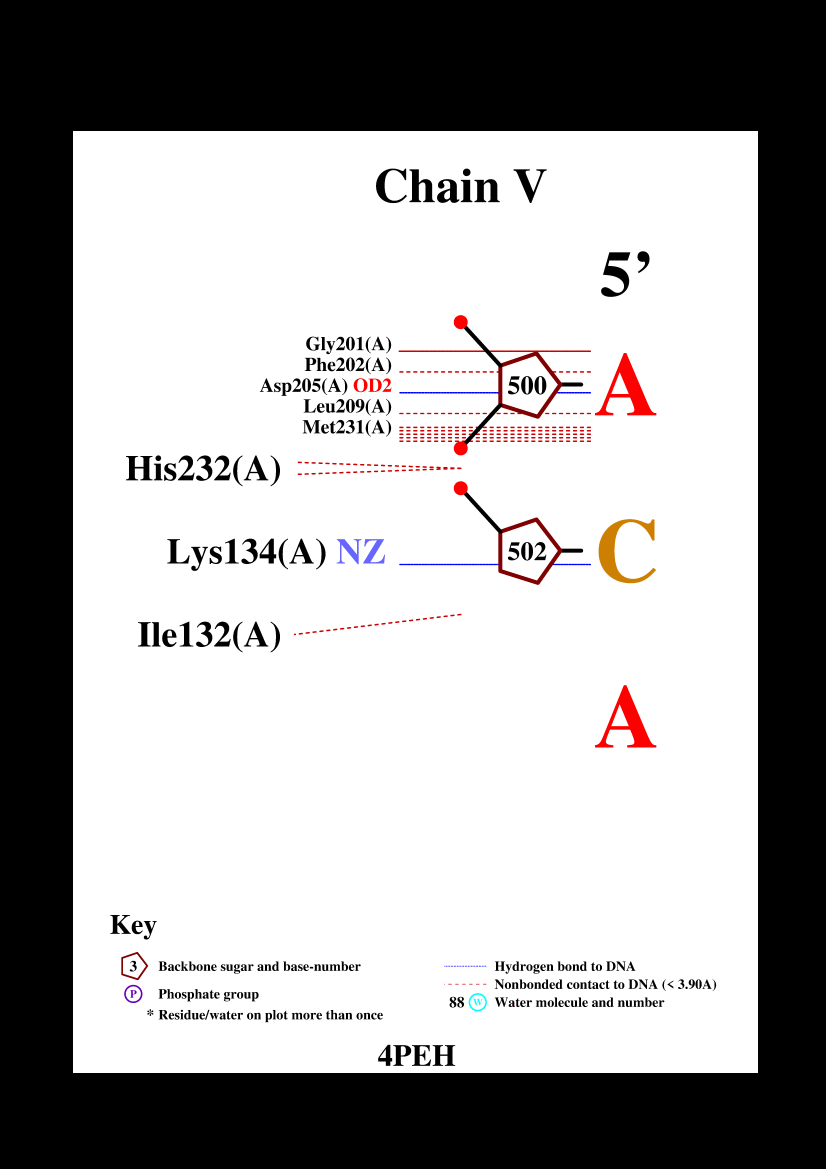 Chain V
5’
Gly201(A)
Phe202(A)
Asp205(A) OD2
Leu209(A)
Met231(A)
500
A
His232(A)
Lys134(A) NZ
502
C
Ile132(A)
A
Key
3 Backbone sugar and base-number
P Phosphate group
* Residue/water on plot more than once
Hydrogen bond to DNA
Nonbonded contact to DNA (< 3.90A)
88 W Water molecule and number
4PEH